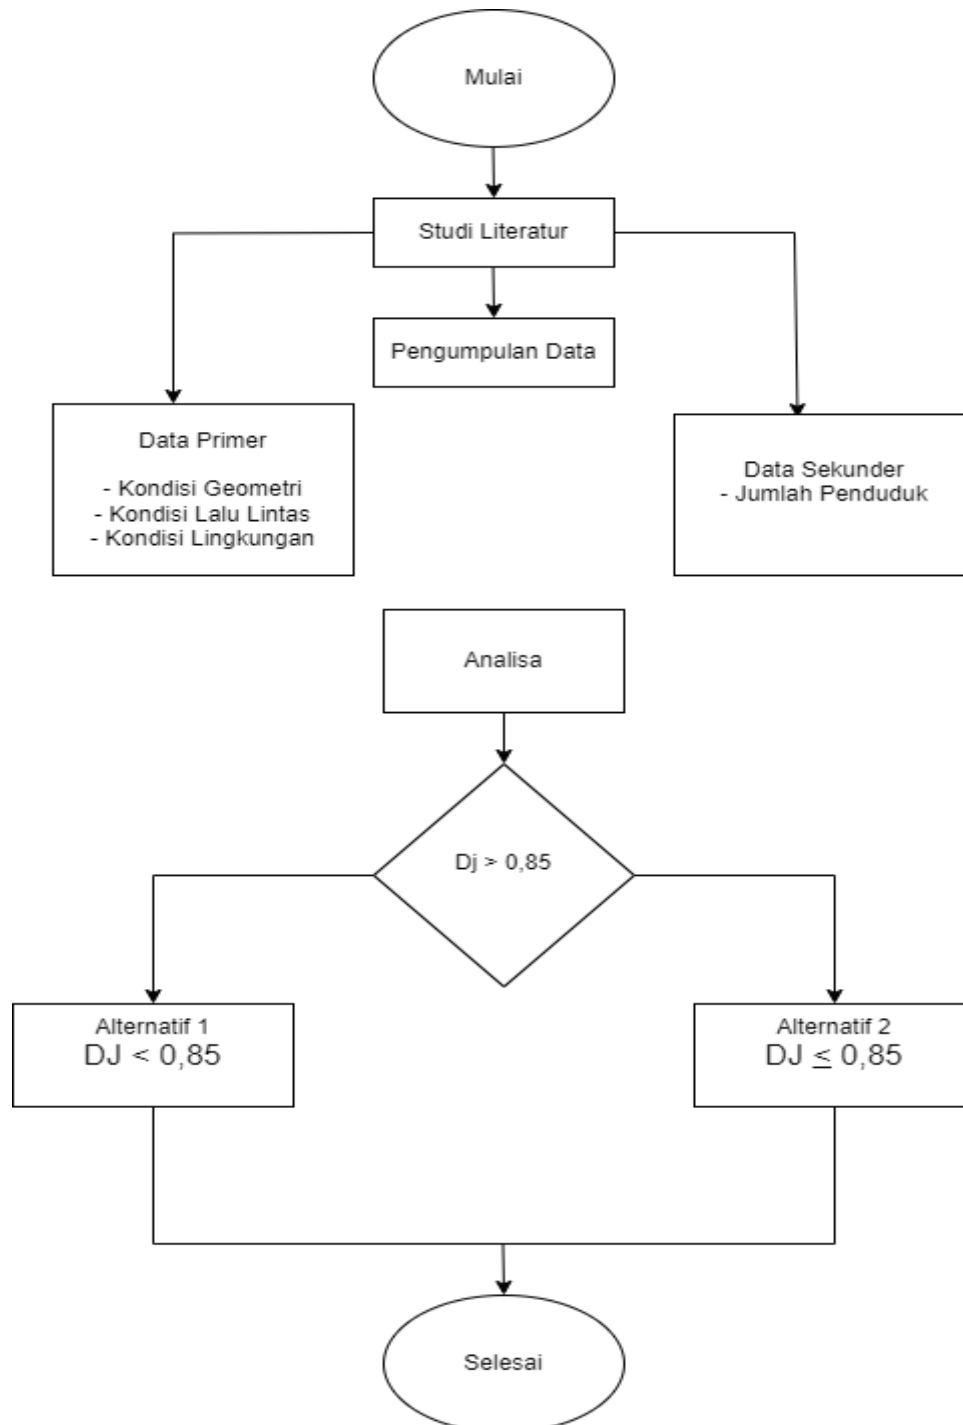 Mulai
Studi Literatur
Pengumpulan Data
Data Primer
- Kondisi Geometri
- Kondisi Lalu Lintas
- Kondisi Lingkungan
Data Sekunder
- Jumlah Penduduk
Analisa
Dj > 0,85
Alternatif 1
DJ < 0,85
Alternatif 2
DJ ≤ 0,85
Selesai